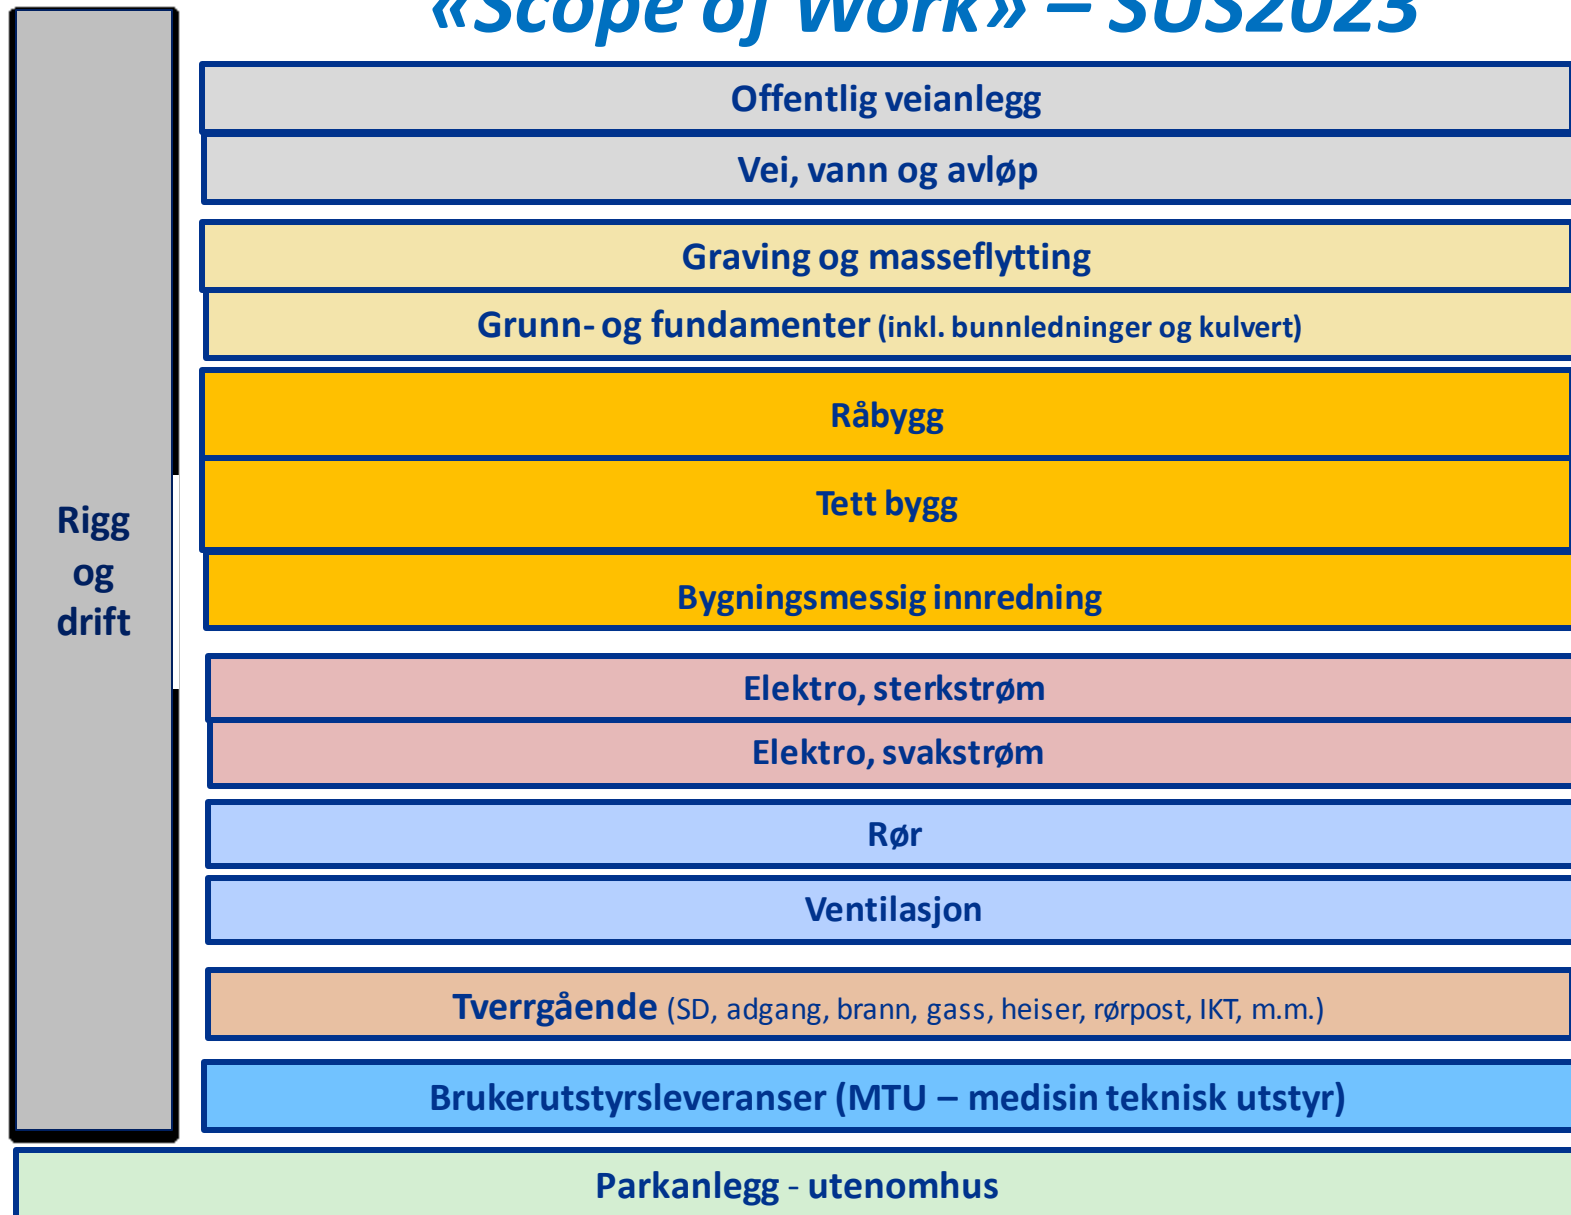 «Scope of Work» – SUS2023
Offentlig veianlegg
Vei, vann og avløp
Graving og masseflytting
Grunn- og fundamenter (inkl. bunnledninger og kulvert)
Råbygg
Tett bygg
Bygningsmessig innredning
Rigg
og
drift
Elektro, sterkstrøm
Elektro, svakstrøm
Rør
Ventilasjon
Tverrgående (SD, adgang, brann, gass, heiser, rørpost, IKT, m.m.)
Brukerutstyrsleveranser (MTU – medisin teknisk utstyr)
Parkanlegg - utenomhus